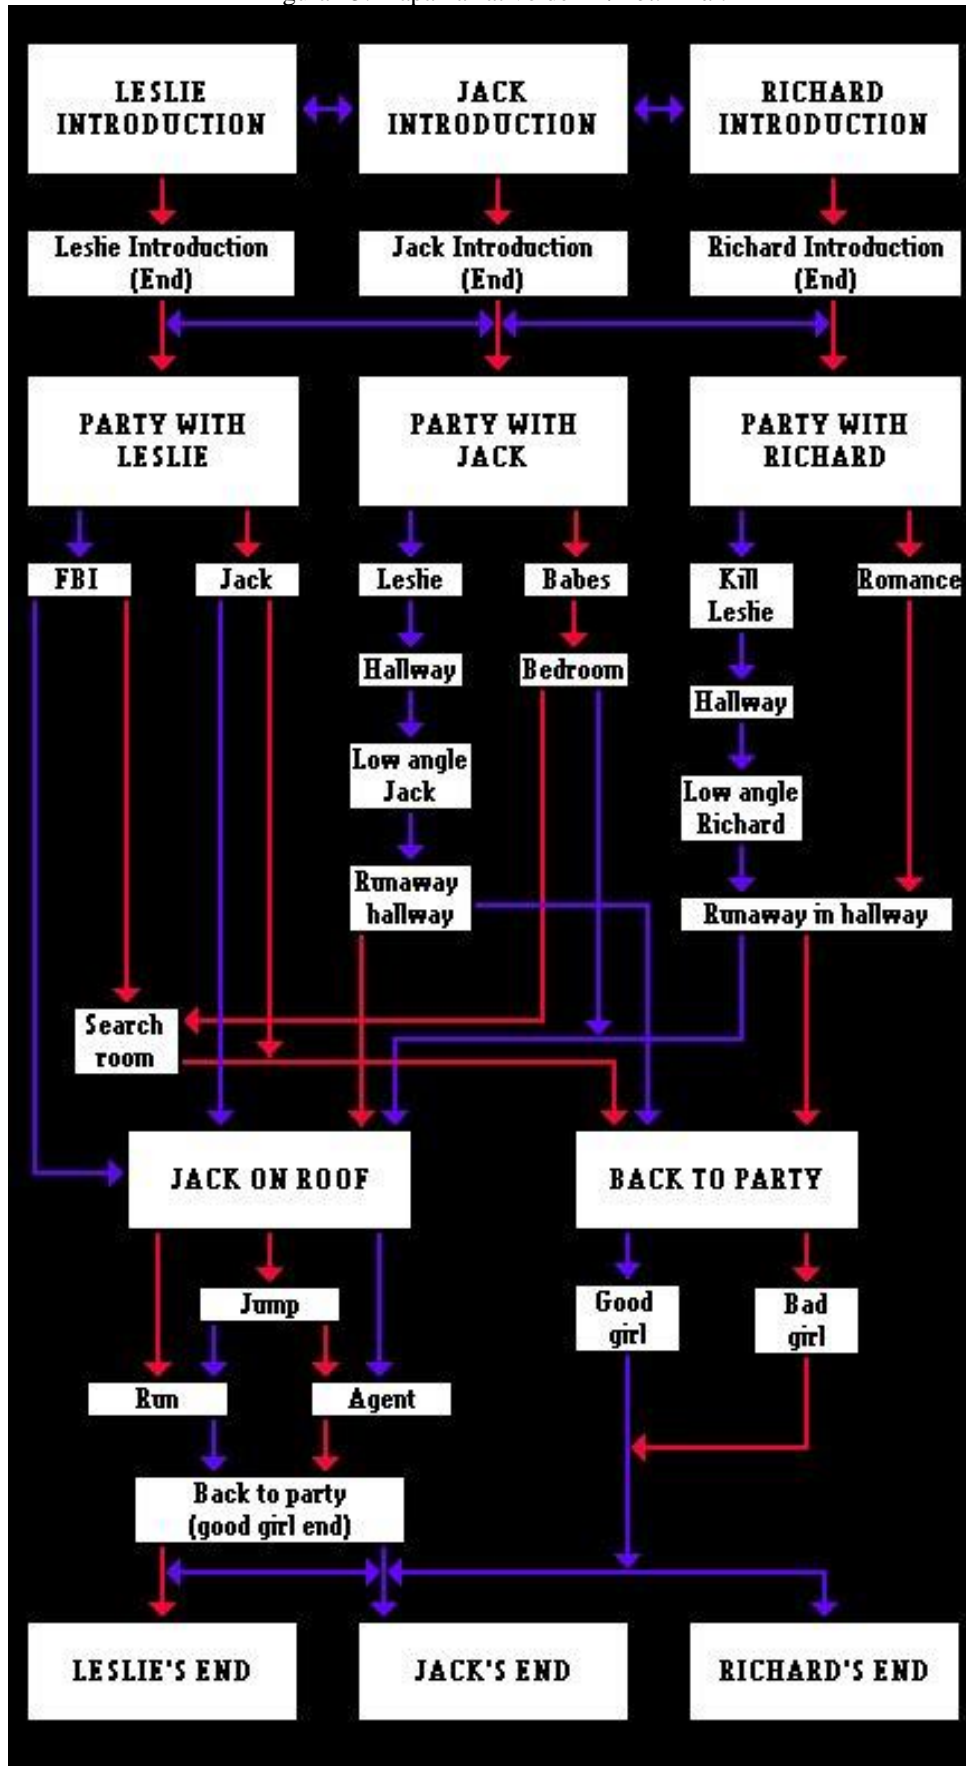 LESLIE
INTRODUCTION
JACK
INTRODUCTION
RICHARD
INTRODUCTION
Leslie Introduction
(End)
Jack Introduction
(End)
Richard Introduction
(End)
PARTY WITH
LESLIE
PARTY WITH
JACK
PARTY WITH
RICHARD
FBI
Jack
Leslie
Babes
Kill
Leslie
Romance
Hallway
Bedroom
Hallway
Low angle
Jack
Low angle
Richard
Runaway
hallway
Runaway in hallway
Search
room
JACK ON ROOF
BACK TO PARTY
Jump
Good
girl
Bad
girl
Run
Agent
Back to party
(good girl end)
LESLIE'S END
JACK'S END
RICHARD'S END